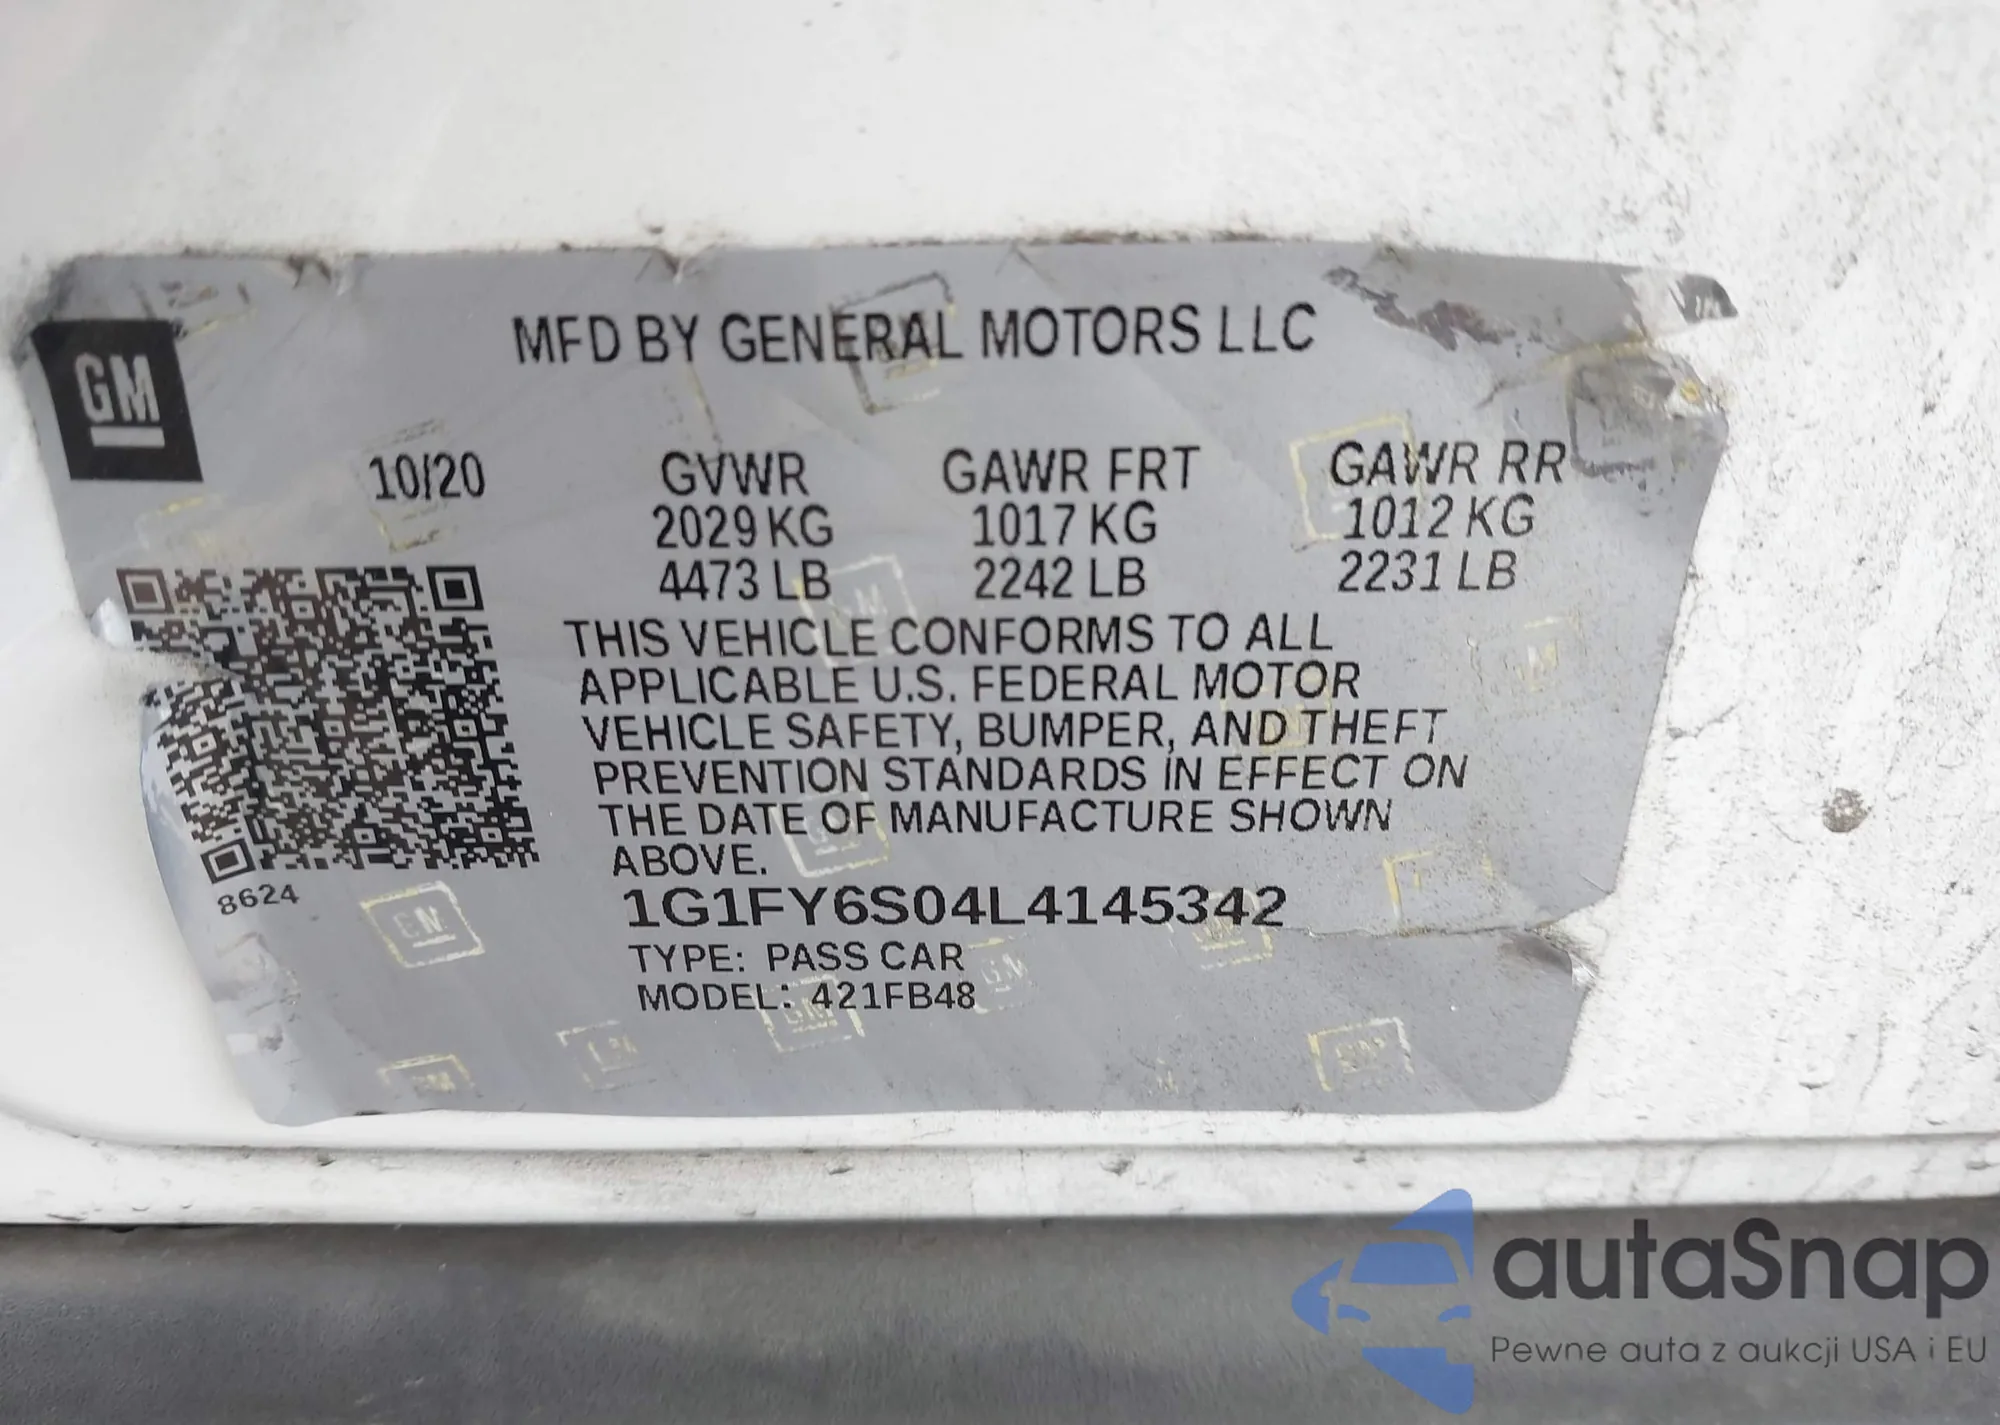 MFD BY GENERAL MOTORS LLC
GM
10/20 GVWR GAWR FRT GAWR RR
2029 KG 1017 KG 1012 KG
4473 LB 2242 LB 2231 LB
THIS VEHICLE CONFORMS TO ALL
APPLICABLE U.S. FEDERAL MOTOR
VEHICLE SAFETY, BUMPER, AND THEFT
PREVENTION STANDARDS IN EFFECT ON
THE DATE OF MANUFACTURE SHOWN
ABOVE.
8624
1G1FY6S04L4145342
TYPE: PASS CAR
MODEL: 421FB48
autaSnap
Pewne auta z aukcji USA i EU